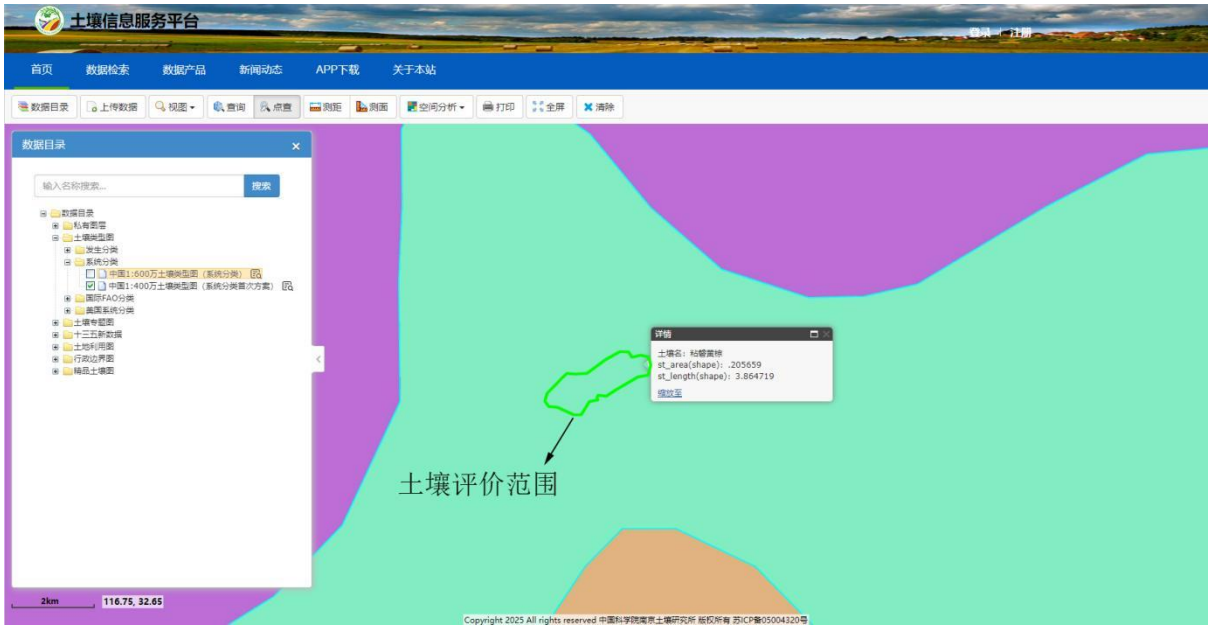 土壤信息服务平台
登录 | 注册
首页 数据检索 数据产品 新闻动态 APP下载 关于本站
数据目录 上传数据 视图 查询 点查 测距 测面 空间分析 打印 全屏 清除
数据目录 ×
输入名称搜索... 搜索
数据目录
私有图层
土壤类型图
发生分类
系统分类
中国1:600万土壤类型图（系统分类）
中国1:400万土壤类型图（系统分类首次方案）
国际FAO分类
美国系统分类
土壤专题图
十三五新数据
土地利用图
行政边界图
精品土壤图
详情
土壤名：粘磐黄棕
st_area(shape)：.205659
st_length(shape)：3.864719
缩放至
土壤评价范围
2km 116.75, 32.65
Copyright 2025 All rights reserved 中国科学院南京土壤研究所 版权所有 苏ICP备05004320号